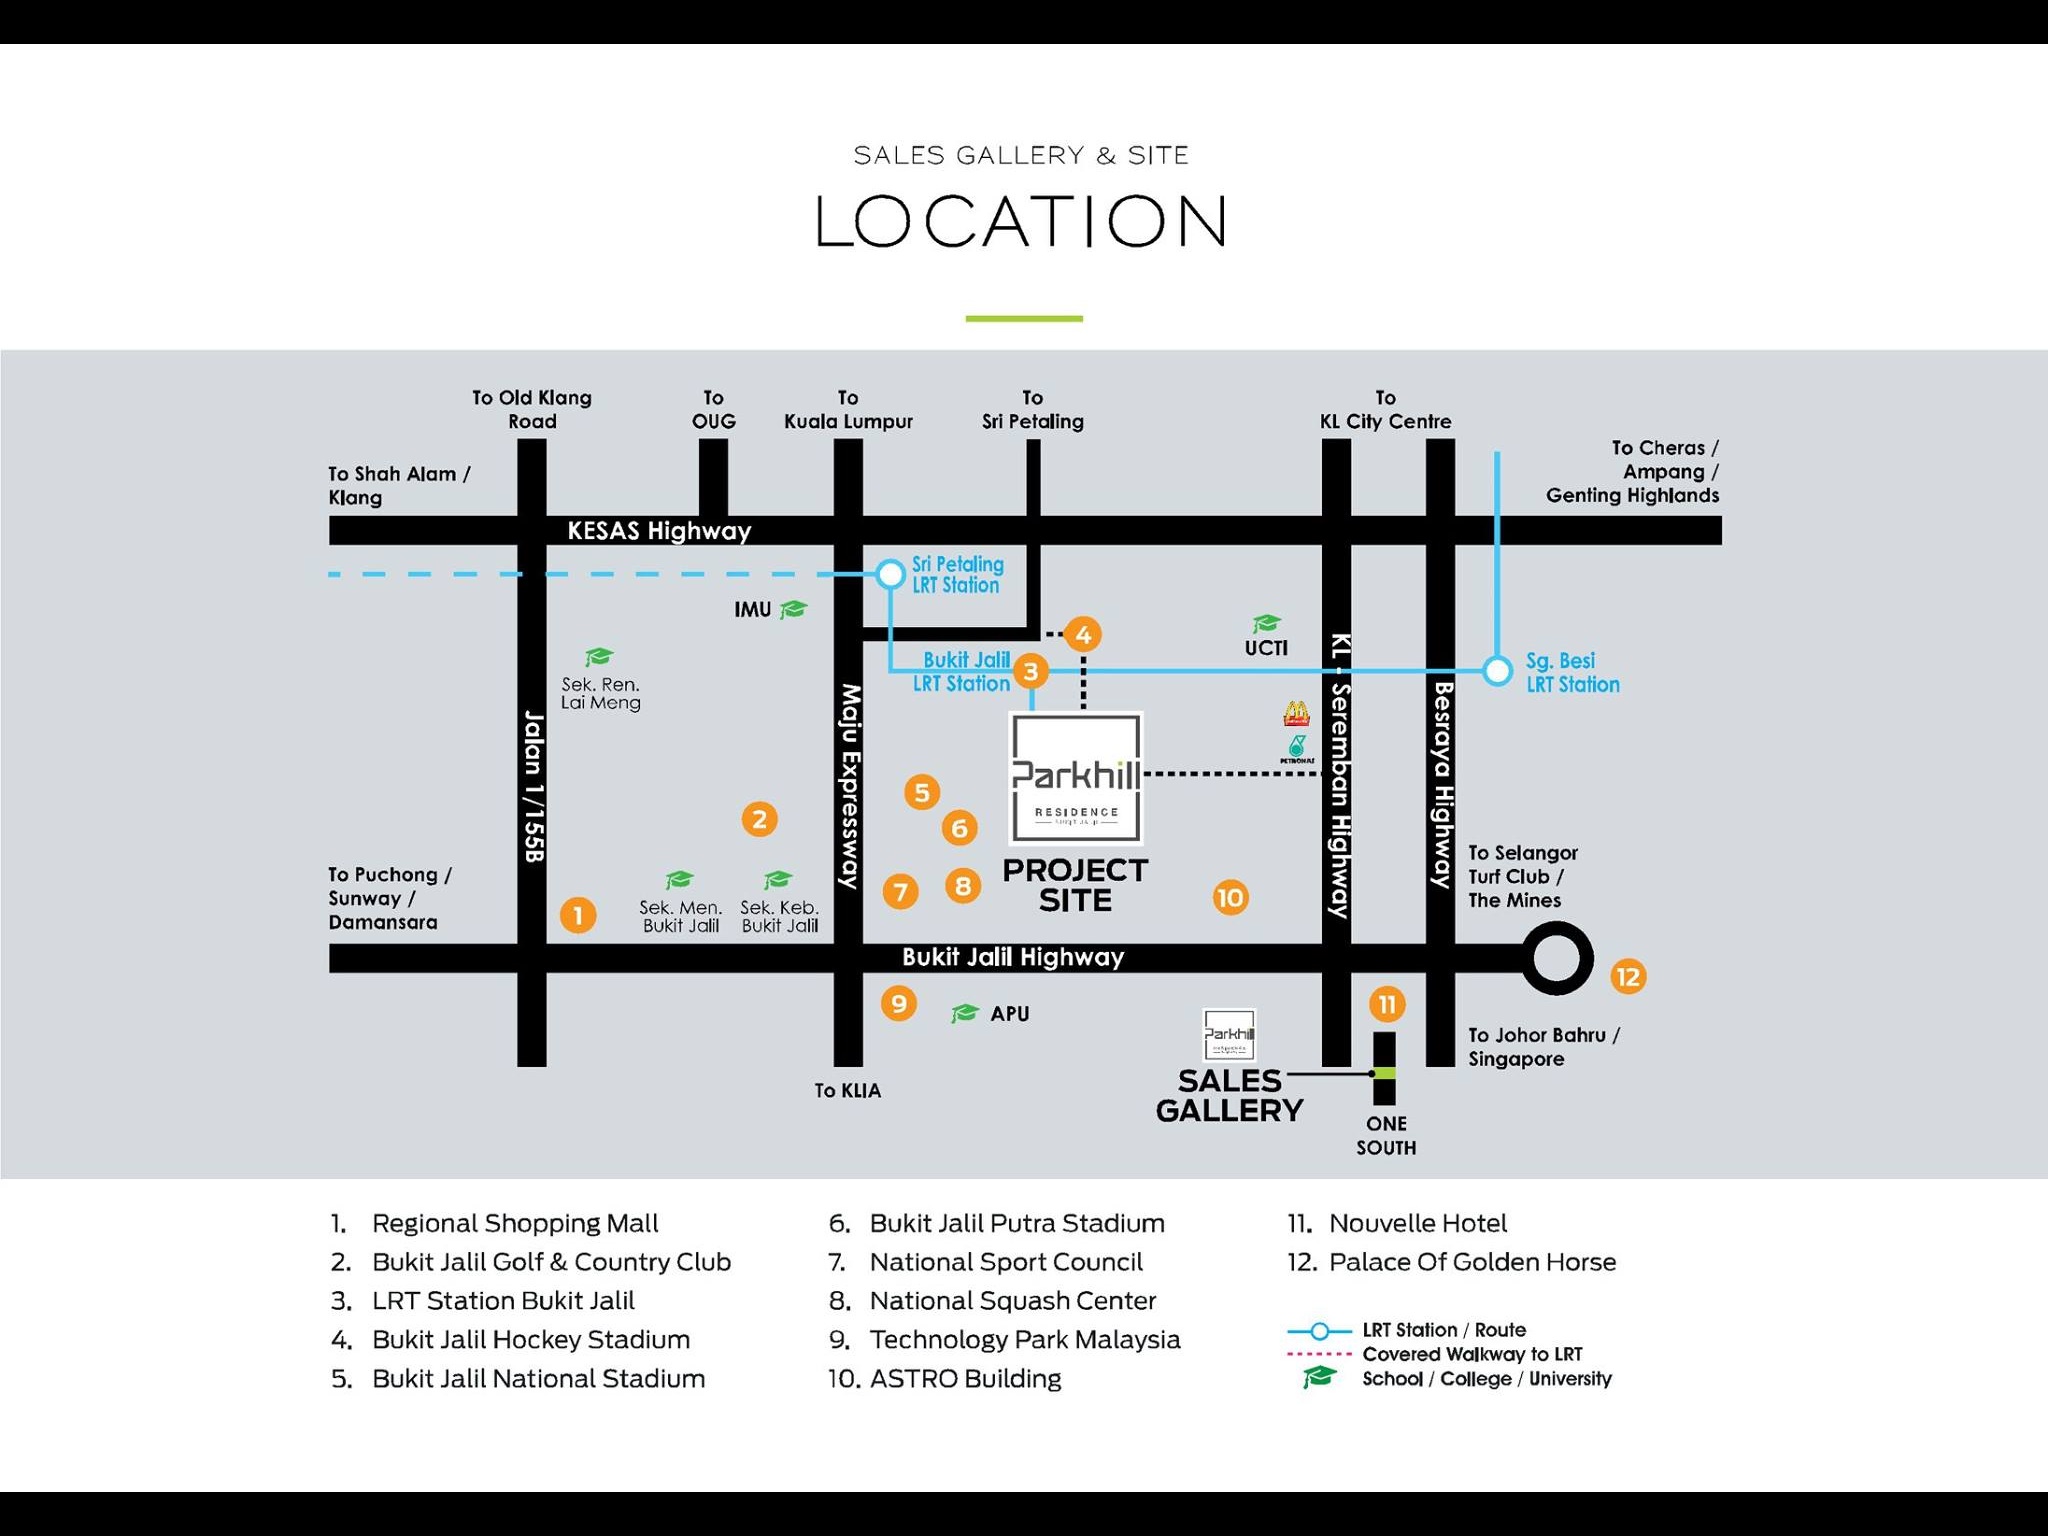 SALES GALLERY & SITE
LOCATION
To Old Klang
Road
To
OUG
To
Kuala Lumpur
To
Sri Petaling
To
KL City Centre
To Cheras /
Ampang /
Genting Highlands
To Shah Alam /
Klang
KESAS Highway
Sri Petaling
LRT Station
IMU
4
UCTI
Sek. Ren.
Lai Meng
Bukit Jalil
LRT Station
3
Sg. Besi
LRT Station
Jalan 1/155B
Maju Expressway
KL - Seremban Highway
Besraya Highway
PETRONAS
Parkhill
RESIDENCE
5
2
6
PROJECT
SITE
To Selangor
Turf Club /
The Mines
To Puchong /
Sunway /
Damansara
1
Sek. Men.
Bukit Jalil
Sek. Keb.
Bukit Jalil
7
8
10
Bukit Jalil Highway
12
9
APU
11
Parkhill
SALES
GALLERY
To Johor Bahru /
Singapore
To KLIA
ONE
SOUTH
1. Regional Shopping Mall
2. Bukit Jalil Golf & Country Club
3. LRT Station Bukit Jalil
4. Bukit Jalil Hockey Stadium
5. Bukit Jalil National Stadium
6. Bukit Jalil Putra Stadium
7. National Sport Council
8. National Squash Center
9. Technology Park Malaysia
10. ASTRO Building
11. Nouvelle Hotel
12. Palace Of Golden Horse
LRT Station / Route
Covered Walkway to LRT
School / College / University